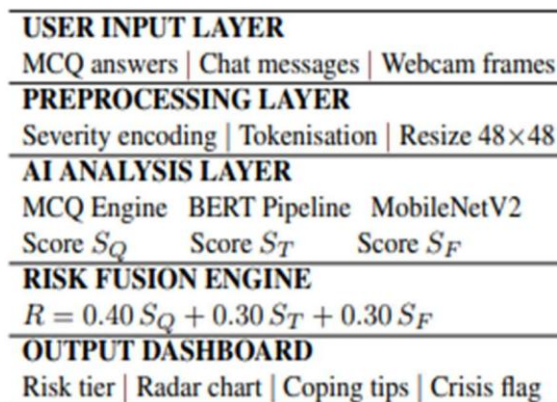 USER INPUT LAYER
MCQ answers | Chat messages | Webcam frames
PREPROCESSING LAYER
Severity encoding | Tokenisation | Resize 48×48
AI ANALYSIS LAYER
MCQ Engine BERT Pipeline MobileNetV2
Score S_Q Score S_T Score S_F
RISK FUSION ENGINE
R = 0.40 S_Q + 0.30 S_T + 0.30 S_F
OUTPUT DASHBOARD
Risk tier | Radar chart | Coping tips | Crisis flag